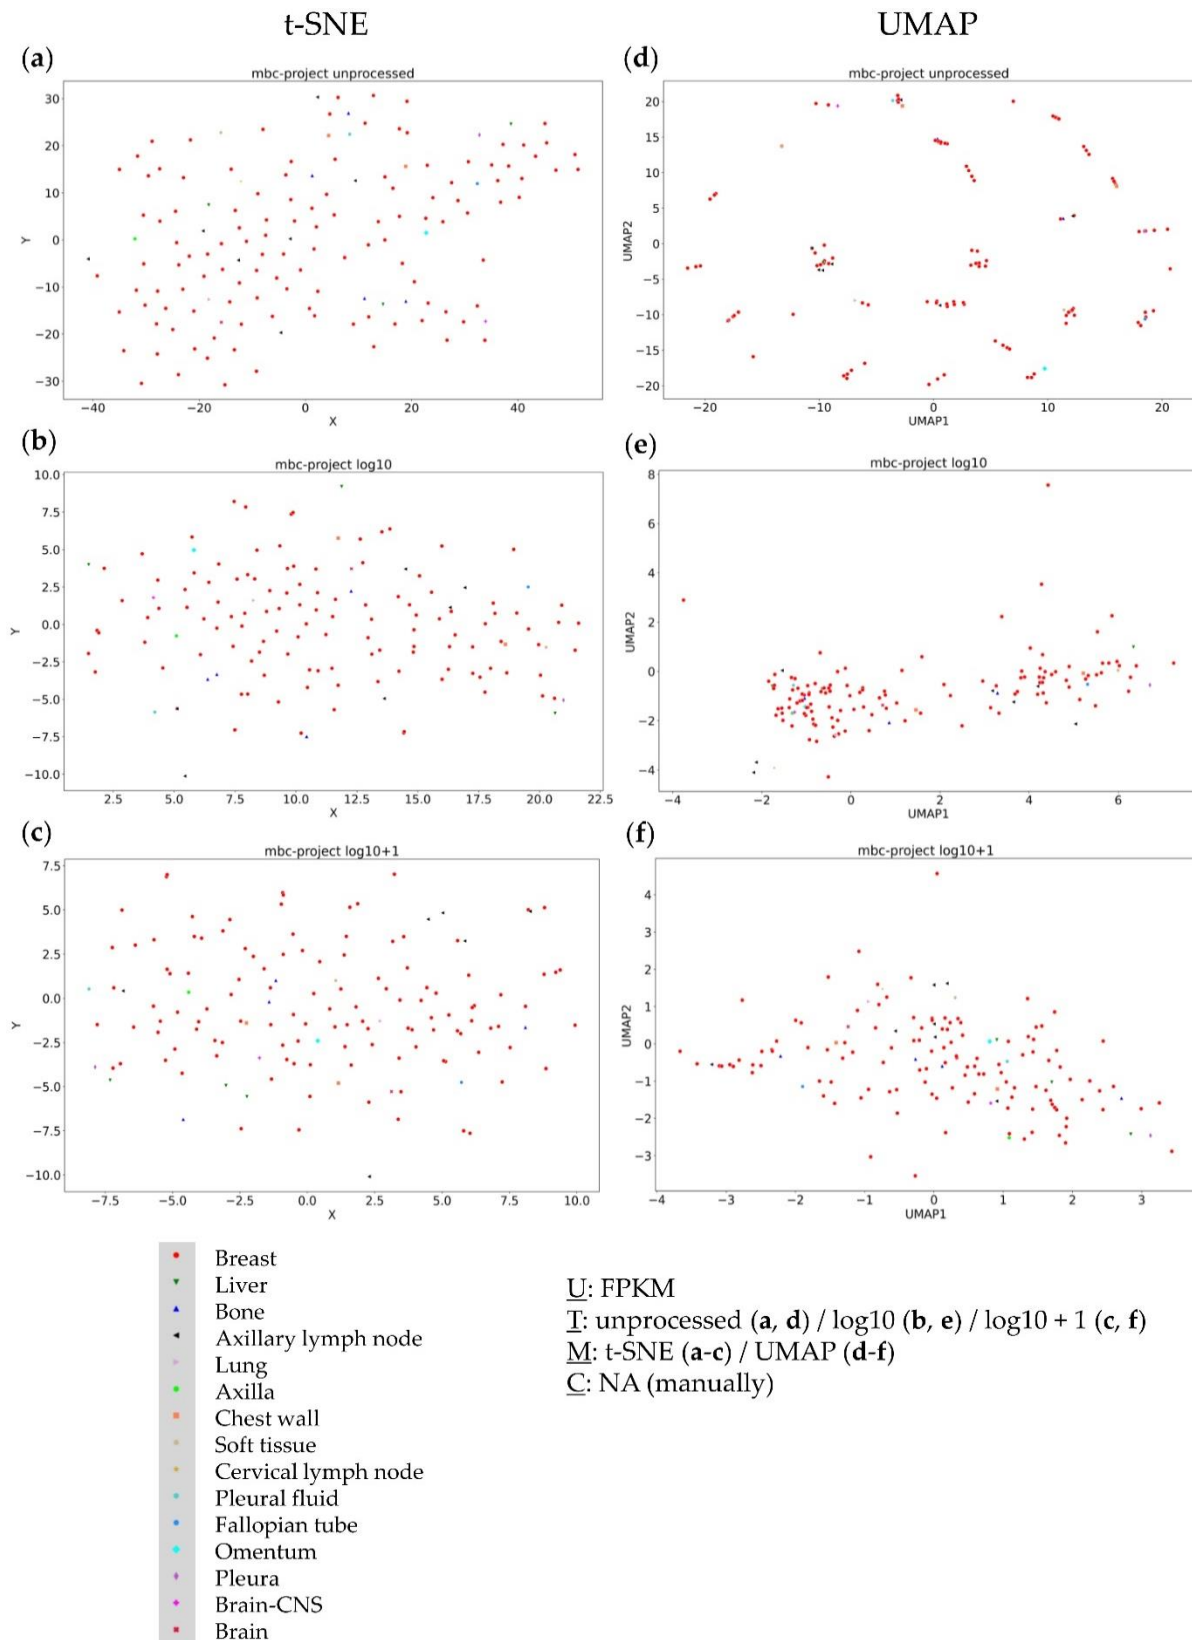 t-SNE
UMAP
(a)
mbc-project unprocessed
30
20
10
0
−10
−20
−30
Y
−40
−20
0
20
40
X
(d)
mbc-project unprocessed
20
15
10
5
0
−5
−10
−15
−20
UMAP2
−20
−10
0
10
20
UMAP1
(b)
mbc-project log10
10.0
7.5
5.0
2.5
0.0
−2.5
−5.0
−7.5
−10.0
Y
2.5
5.0
7.5
10.0
12.5
15.0
17.5
20.0
22.5
X
(e)
mbc-project log10
8
6
4
2
0
−2
−4
UMAP2
−4
−2
0
2
4
6
UMAP1
(c)
mbc-project log10+1
7.5
5.0
2.5
0.0
−2.5
−5.0
−7.5
−10.0
Y
−7.5
−5.0
−2.5
0.0
2.5
5.0
7.5
10.0
X
(f)
mbc-project log10+1
4
3
2
1
0
−1
−2
−3
UMAP2
−4
−3
−2
−1
0
1
2
3
UMAP1
Breast
Liver
Bone
Axillary lymph node
Lung
Axilla
Chest wall
Soft tissue
Cervical lymph node
Pleural fluid
Fallopian tube
Omentum
Pleura
Brain-CNS
Brain
U: FPKM
T: unprocessed (a, d) / log10 (b, e) / log10 + 1 (c, f)
M: t-SNE (a-c) / UMAP (d-f)
C: NA (manually)